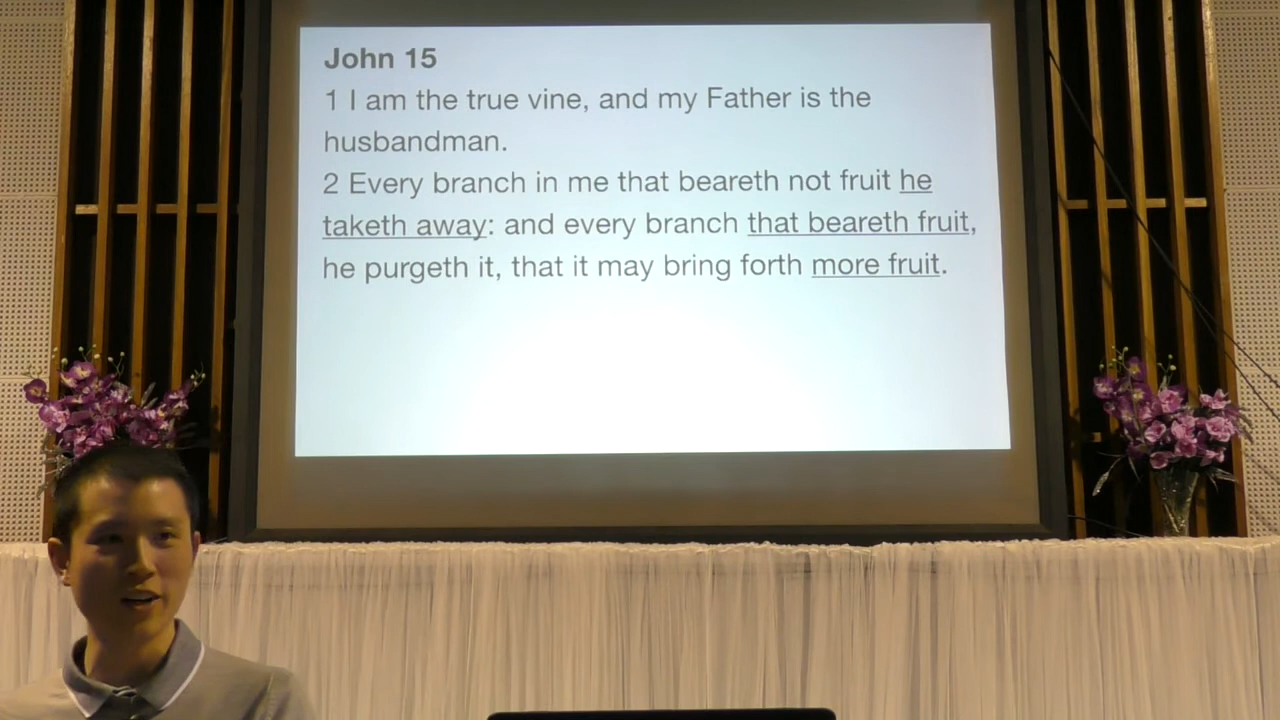 John 15
1 I am the true vine, and my Father is the
husbandman.
2 Every branch in me that beareth not fruit he
taketh away: and every branch that beareth fruit,
he purgeth it, that it may bring forth more fruit.